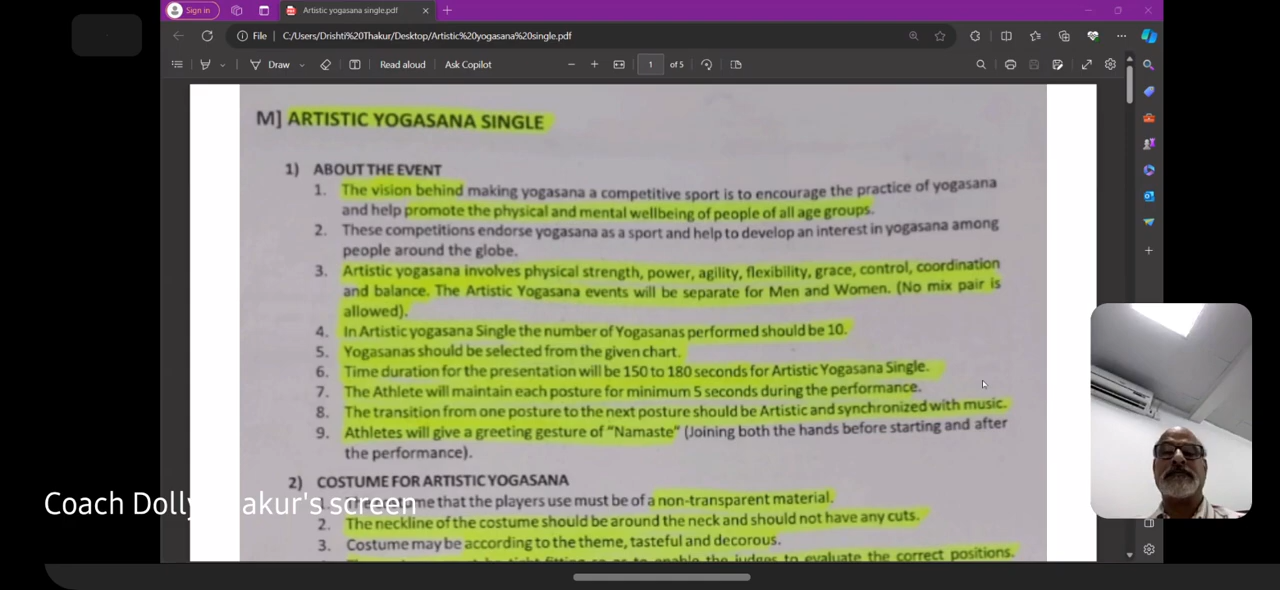 Sign in
Artistic yogasana single.pdf
File
C:/Users/Drishti%20Thakur/Desktop/Artistic%20yogasana%20single.pdf
Draw
Read aloud
Ask Copilot
1
of 5
M] ARTISTIC YOGASANA SINGLE
1) ABOUT THE EVENT
1. The vision behind making yogasana a competitive sport is to encourage the practice of yogasana
and help promote the physical and mental wellbeing of people of all age groups.
2. These competitions endorse yogasana as a sport and help to develop an interest in yogasana among
people around the globe.
3. Artistic yogasana involves physical strength, power, agility, flexibility, grace, control, coordination
and balance. The Artistic Yogasana events will be separate for Men and Women. (No mix pair is
allowed).
4. In Artistic yogasana Single the number of Yogasanas performed should be 10.
5. Yogasanas should be selected from the given chart.
6. Time duration for the presentation will be 150 to 180 seconds for Artistic Yogasana Single.
7. The Athlete will maintain each posture for minimum 5 seconds during the performance.
8. The transition from one posture to the next posture should be Artistic and synchronized with music.
9. Athletes will give a greeting gesture of "Namaste" (Joining both the hands before starting and after
the performance).
2) COSTUME FOR ARTISTIC YOGASANA
that the players use must be of a non-transparent material.
Coach Dolly Thakur's screen
2. The neckline of the costume should be around the neck and should not have any cuts.
3. Costume may be according to the theme, tasteful and decorous.
to enable the judges to evaluate the correct positions.